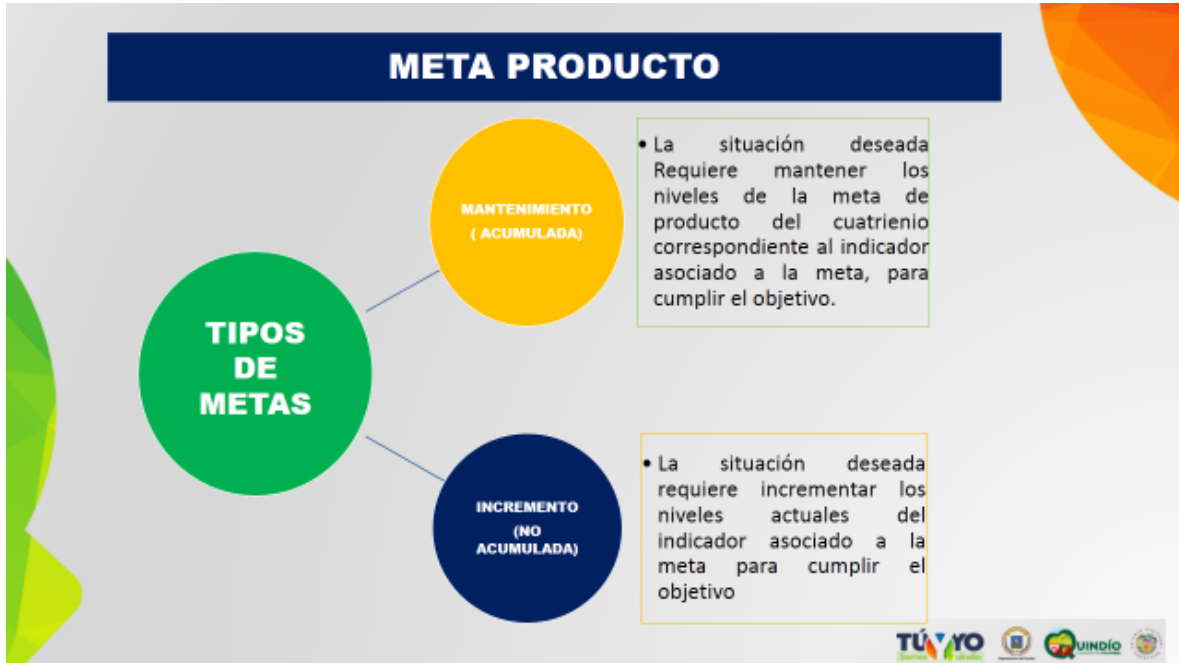 META PRODUCTO
MANTENIMIENTO
( ACUMULADA)
• La situación deseada
Requiere mantener los
niveles de la meta de
producto del cuatrienio
correspondiente al indicador
asociado a la meta, para
cumplir el objetivo.
TIPOS
DE
METAS
INCREMENTO
(NO
ACUMULADA)
• La situación deseada
requiere incrementar los
niveles actuales del
indicador asociado a la
meta para cumplir el
objetivo
TÚ Y YO
QUINDÍO